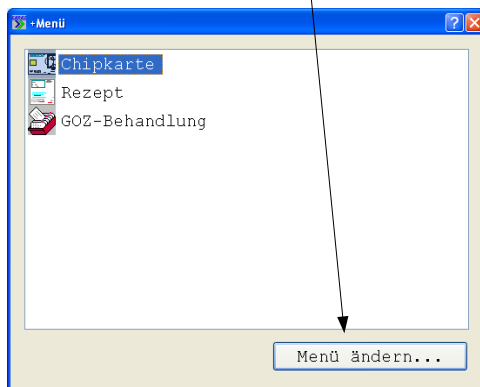 +Menü
Chipkarte
Rezept
GOZ-Behandlung
Menü ändern...